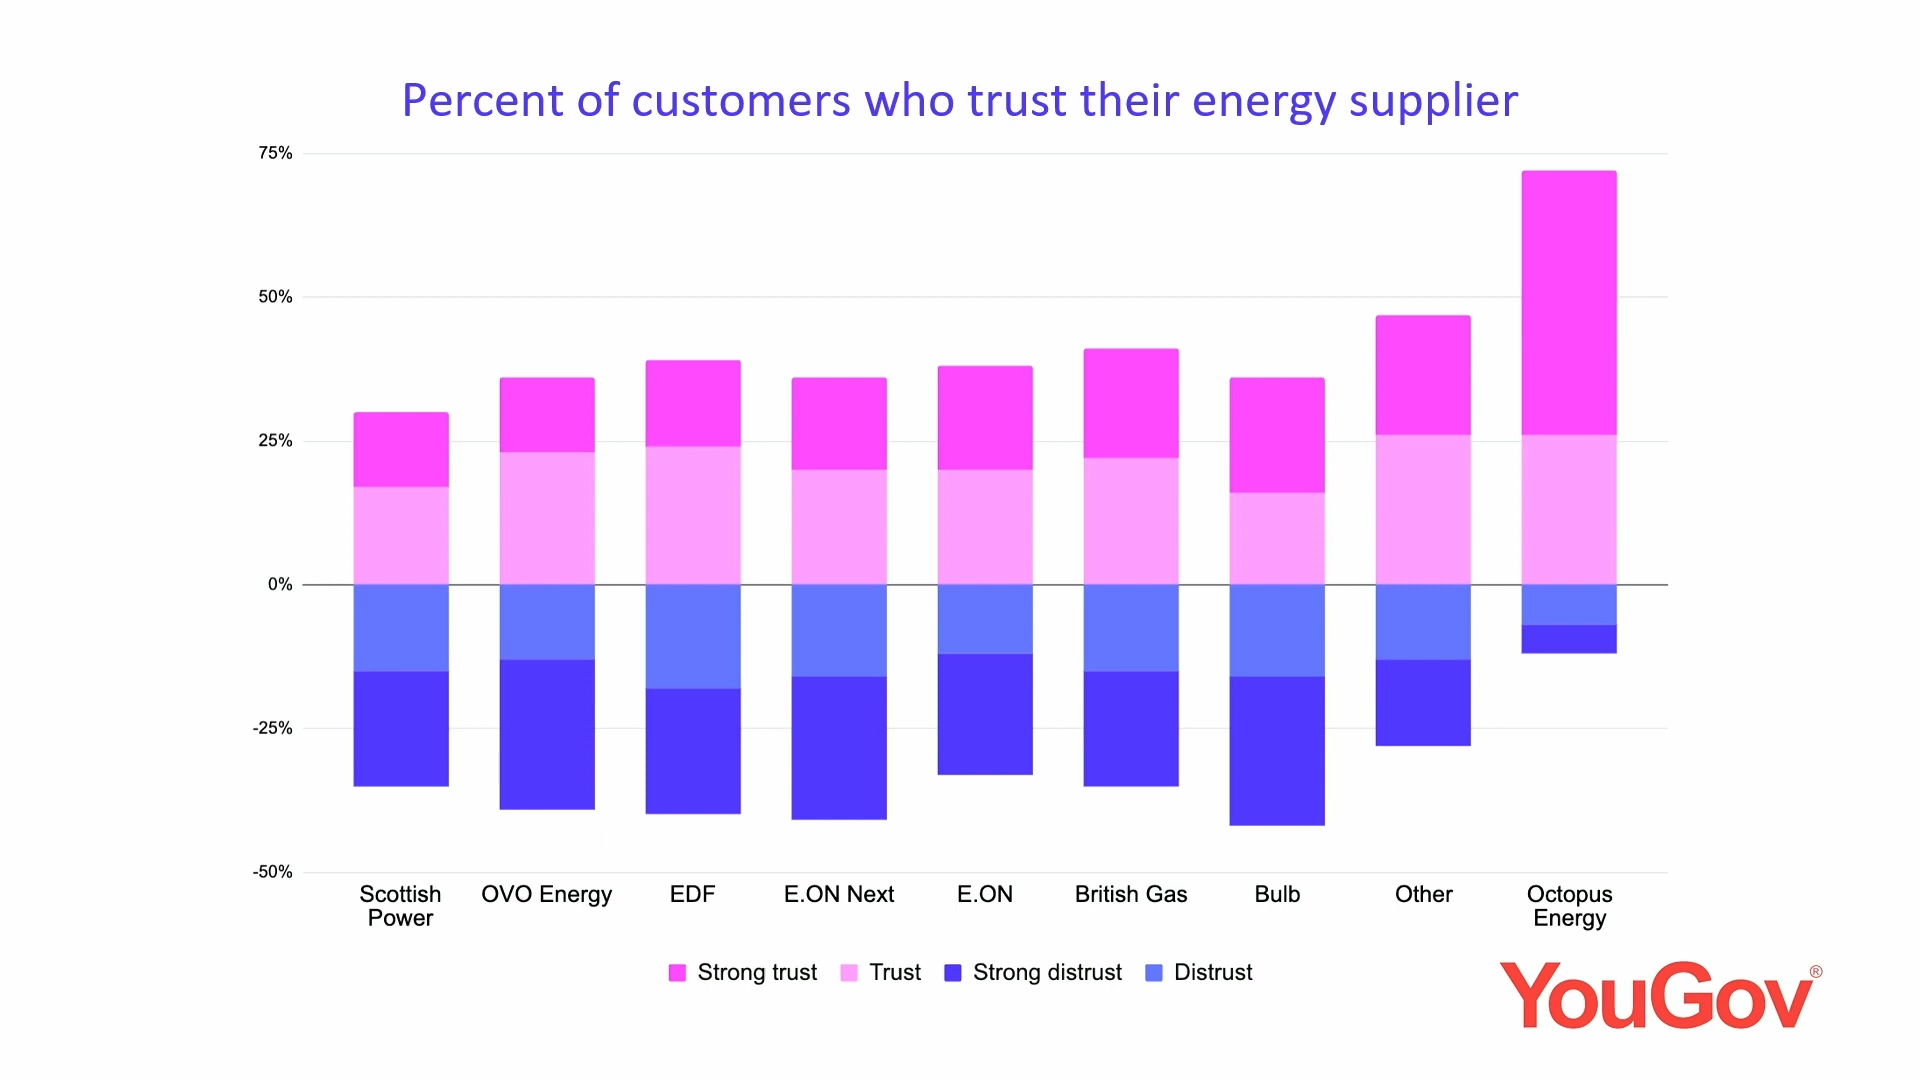 Percent of customers who trust their energy supplier
75%
50%
25%
0%
-25%
-50%
Scottish Power
OVO Energy
EDF
E.ON Next
E.ON
British Gas
Bulb
Other
Octopus Energy
Strong trust
Trust
Strong distrust
Distrust
YouGov®